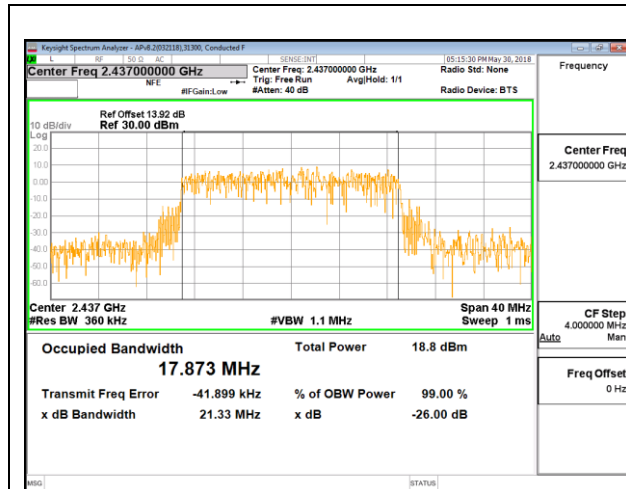 Keysight Spectrum Analyzer - APv8.2(032118),31300, Conducted F
L RF 50 Ω AC SENSE:INT 05:15:30 PM May 30, 2018
Center Freq 2.437000000 GHz
NFE
#IFGain:Low
Center Freq: 2.437000000 GHz
Trig: Free Run Avg|Hold: 1/1
#Atten: 40 dB
Radio Std: None
Radio Device: BTS
Frequency
Ref Offset 13.92 dB
10 dB/div Ref 30.00 dBm
Log
20.0
10.0
0.00
-10.0
-20.0
-30.0
-40.0
-50.0
-60.0
Center Freq
2.437000000 GHz
Center 2.437 GHz Span 40 MHz
#Res BW 360 kHz #VBW 1.1 MHz Sweep 1 ms
CF Step
4.000000 MHz
Auto Man
Occupied Bandwidth Total Power 18.8 dBm
17.873 MHz
Transmit Freq Error -41.899 kHz % of OBW Power 99.00 %
x dB Bandwidth 21.33 MHz x dB -26.00 dB
Freq Offset
0 Hz
MSG STATUS